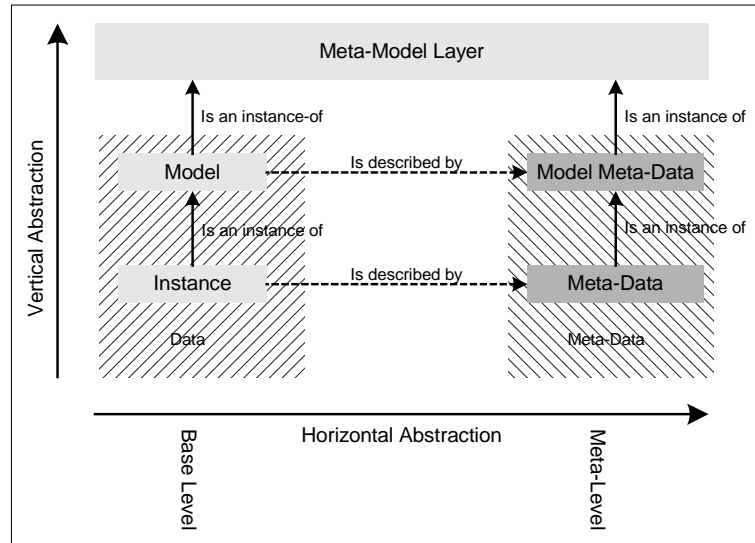 Meta-Model Layer
Is an instance-of
Is an instance of
Model
Is described by
Model Meta-Data
Is an instance of
Is an instance of
Instance
Is described by
Meta-Data
Data
Meta-Data
Vertical Abstraction
Horizontal Abstraction
Base Level
Meta-Level